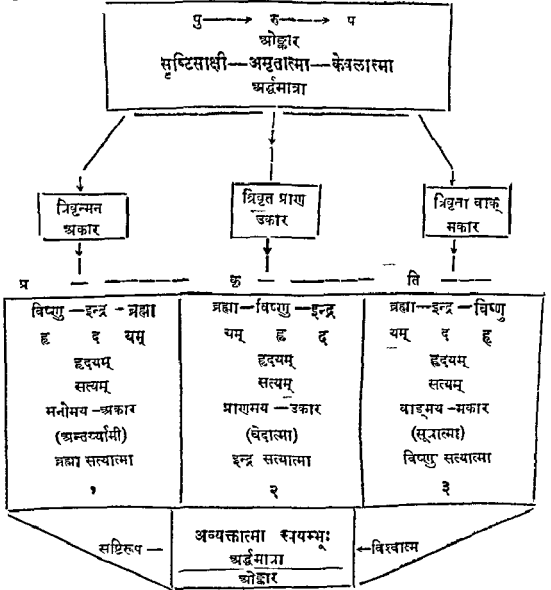 पु——→ रु —→ प
ओङ्कार
सृष्टिसाक्षी—अमृतात्मा—केवलात्मा
अर्द्धमात्रा
त्रिवृन्मन
अकार
त्रिवृत प्राण
उकार
त्रिवृता वाक्
मकार
प्र — — — कृ — — — ति
विष्णु—इन्द्र—ब्रह्मा
हृ द यम्
हृदयम्
सत्यम्
मनोमय-अकार
(अन्तर्य्यामी)
ब्रह्मा सत्यात्मा
१
ब्रह्मा—विष्णु—इन्द्र
यम् हृ द
हृदयम्
सत्यम्
प्राणमय—उकार
(वेदात्मा)
इन्द्र सत्यात्मा
२
ब्रह्मा—इन्द्र—विष्णु
यम् द हृ
हृदयम्
सत्यम्
वाङ्मय-मकार
(सूत्रात्मा)
विष्णु सत्यात्मा
३
सृष्टिरूप—
अव्यक्तात्मा स्वयम्भूः
अर्द्धमात्रा
ओङ्कार
←विश्वात्म